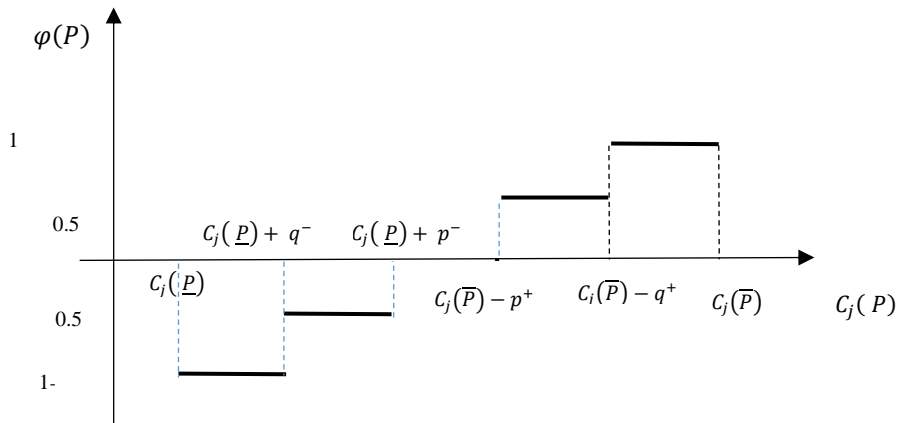 φ(P)
1
0.5
C_j( P̲) + q⁻ C_j( P̲) + p⁻
C_j( P̲)
C_j(P̅) − p⁺ C_i(P̅) − q⁺ C_j(P̅) C_j( P)
0.5
1-